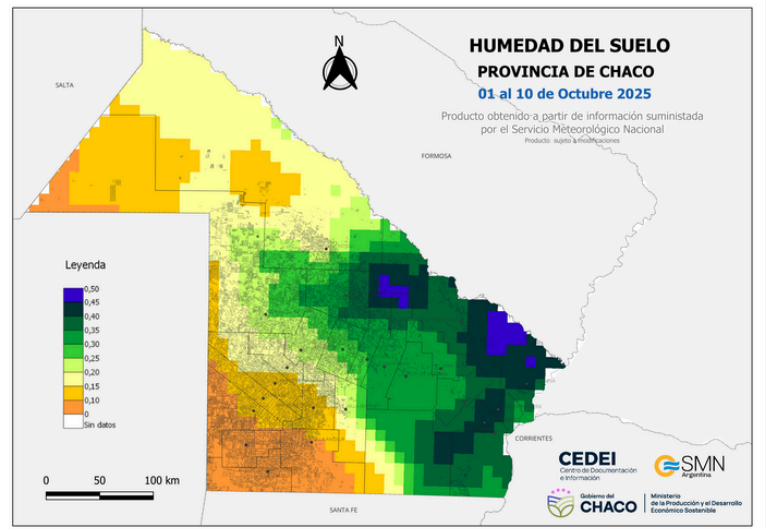 HUMEDAD DEL SUELO
PROVINCIA DE CHACO
01 al 10 de Octubre 2025
Producto obtenido a partir de información suministada
por el Servicio Meteorológico Nacional
Producto: sujeto a modificaciones
N
SALTA
FORMOSA
Leyenda
0,50
0,45
0,40
0,35
0,30
0,25
0,20
0,15
0,10
0
Sin datos
0 50 100 km
SANTA FE
CORRIENTES
CEDEI
Centro de Documentación
e Información
SMN
Argentina
Gobierno del
CHACO
Ministerio
de la Producción y el Desarrollo
Económico Sostenible